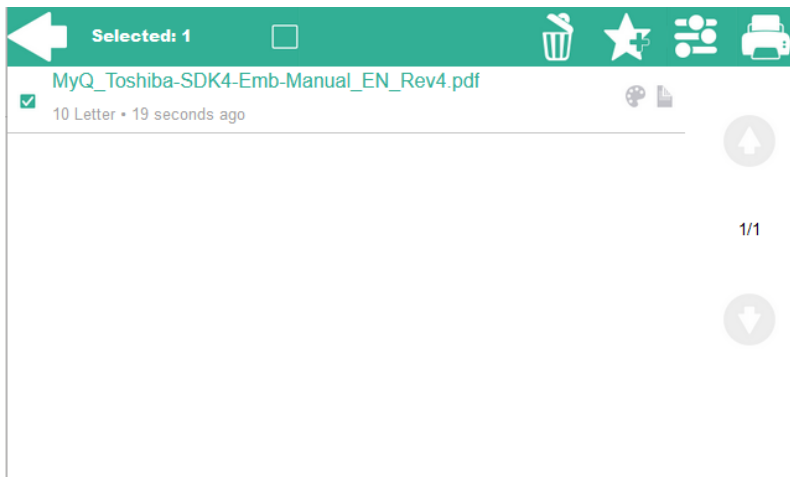 Selected: 1
MyQ_Toshiba-SDK4-Emb-Manual_EN_Rev4.pdf
10 Letter • 19 seconds ago
1/1